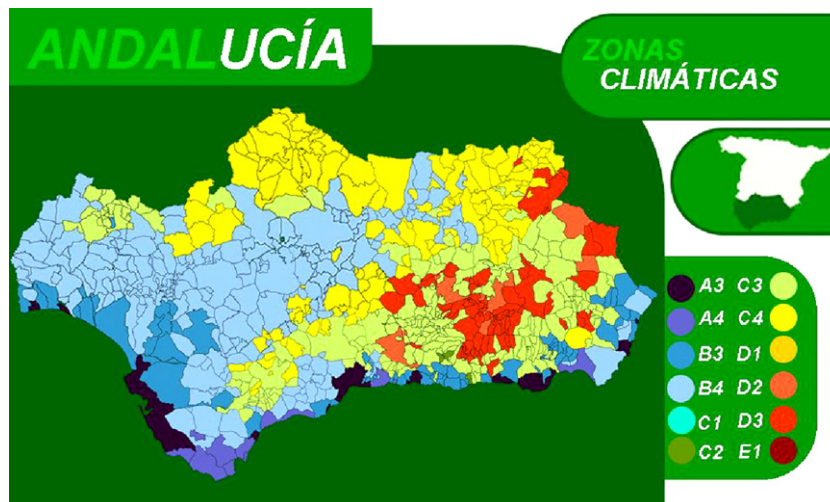 ANDALUCÍA
ZONAS
CLIMÁTICAS
A3 C3
A4 C4
B3 D1
B4 D2
C1 D3
C2 E1